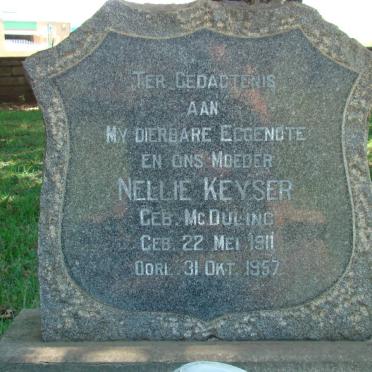 TER GEDAGTENIS
AAN
MY DIERBARE EGGENOTE
EN ONS MOEDER
NELLIE KEYSER
GEB. MCDULING
GEB. 22 MEI 1911
OORL. 31 OKT. 1957